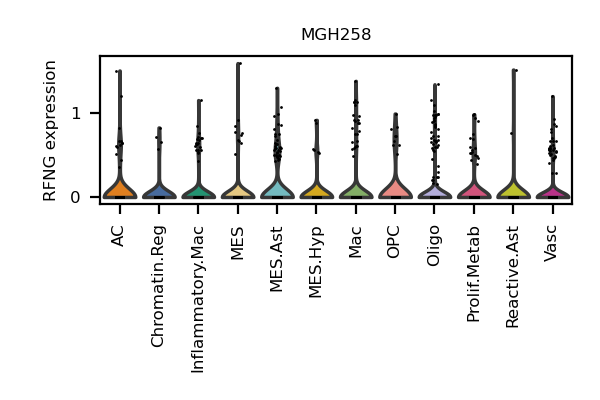 MGH258
RFNG expression
1
0
AC
Chromatin.Reg
Inflammatory.Mac
MES
MES.Ast
MES.Hyp
Mac
OPC
Oligo
Prolif.Metab
Reactive.Ast
Vasc